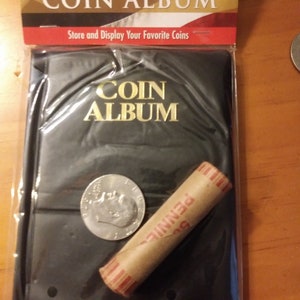 COIN ALBUM
Store and Display Your Favorite Coins
COIN
ALBUM